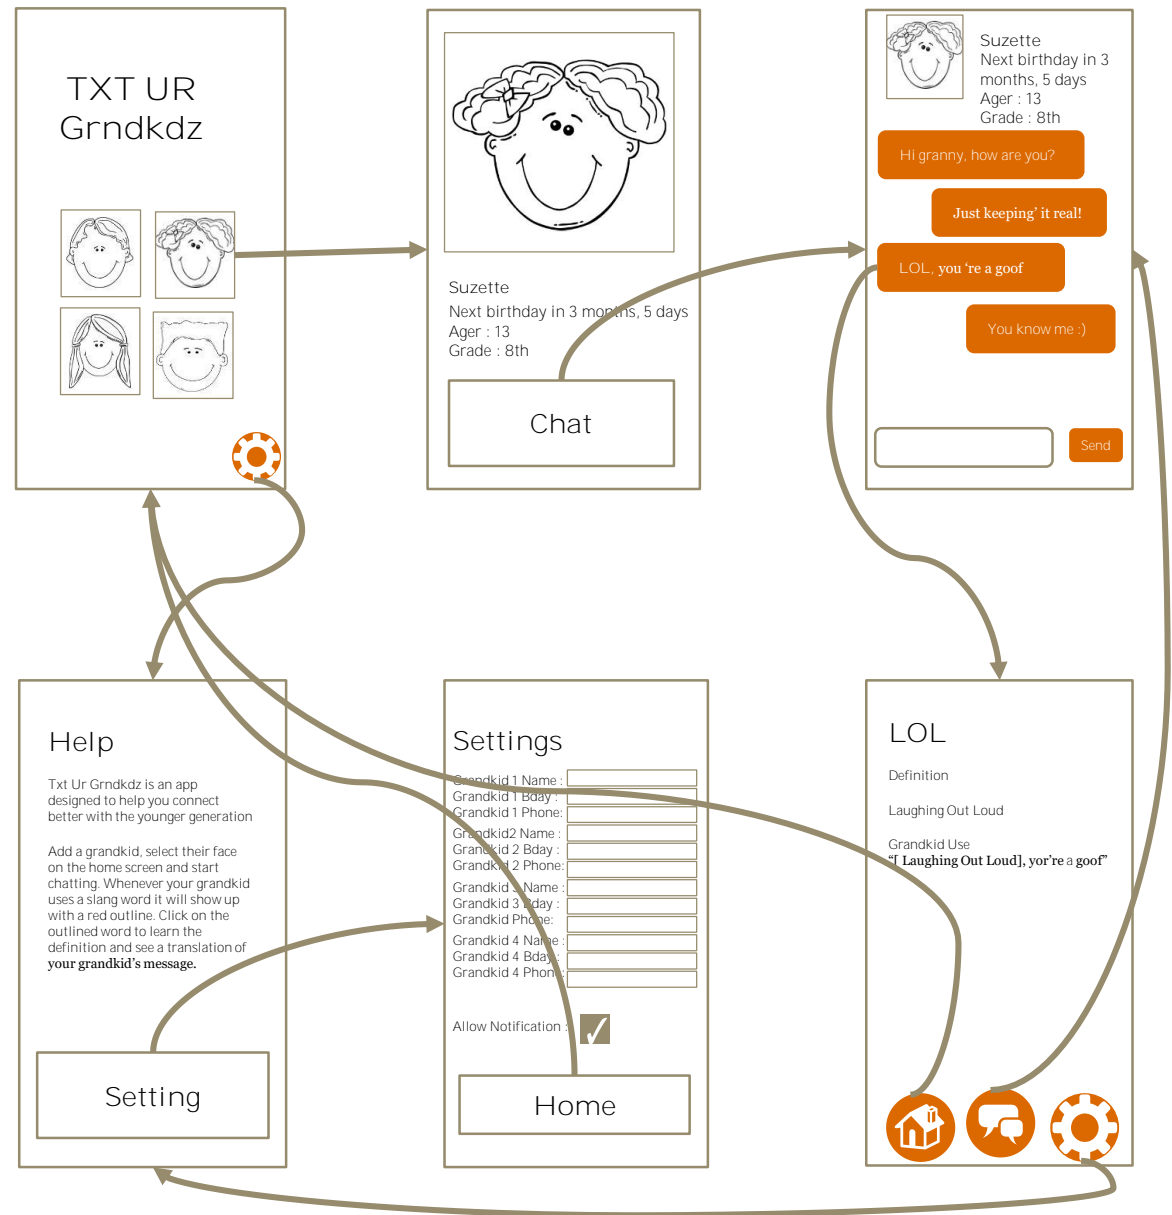 TXT UR
Grndkdz
Suzette
Next birthday in 3 months, 5 days
Ager : 13
Grade : 8th
Chat
Suzette
Next birthday in 3
months, 5 days
Ager : 13
Grade : 8th
Hi granny, how are you?
Just keeping' it real!
LOL, you 're a goof
You know me :)
Send
Help
Txt Ur Grndkdz is an app
designed to help you connect
better with the younger generation
Add a grandkid, select their face
on the home screen and start
chatting. Whenever your grandkid
uses a slang word it will show up
with a red outline. Click on the
outlined word to learn the
definition and see a translation of
your grandkid's message.
Setting
Settings
Grandkid 1 Name :
Grandkid 1 Bday :
Grandkid 1 Phone:
Grandkid2 Name :
Grandkid 2 Bday :
Grandkid 2 Phone:
Grandkid 3 Name :
Grandkid 3 Bday :
Grandkid Phone:
Grandkid 4 Name :
Grandkid 4 Bday :
Grandkid 4 Phone:
Allow Notification :
Home
LOL
Definition
Laughing Out Loud
Grandkid Use
“[ Laughing Out Loud], yor're a goof”